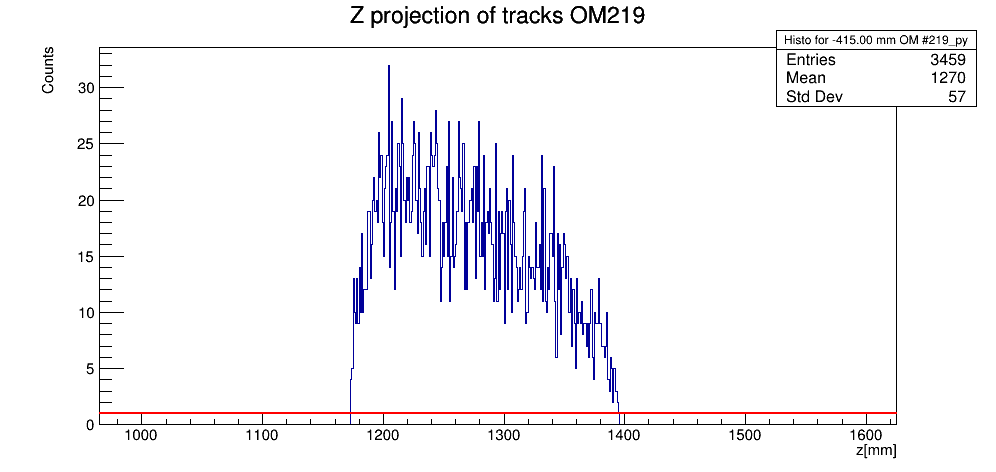 Z projection of tracks OM219
Histo for -415.00 mm OM #219_py
Entries 3459
Mean 1270
Std Dev 57
Counts
30
25
20
15
10
5
0
1000 1100 1200 1300 1400 1500 1600
z[mm]